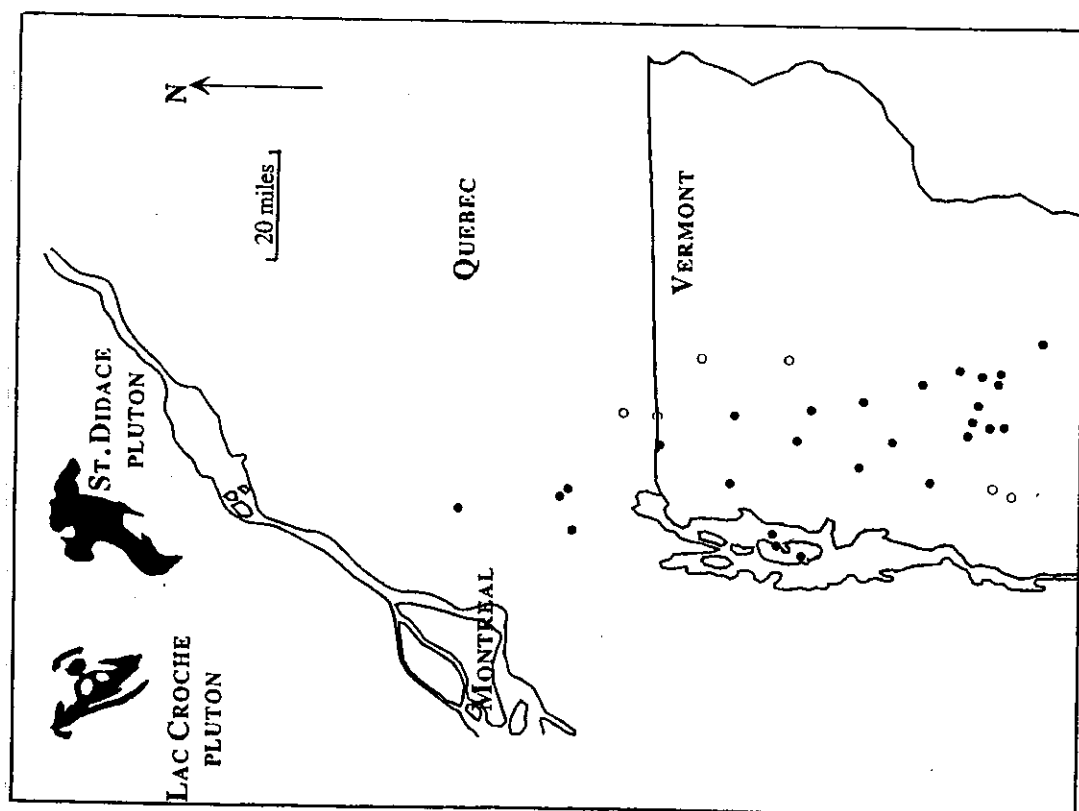 N
20 miles
ST. DIDACE
PLUTON
LAC CROCHE
PLUTON
QUEBEC
MONTREAL
VERMONT